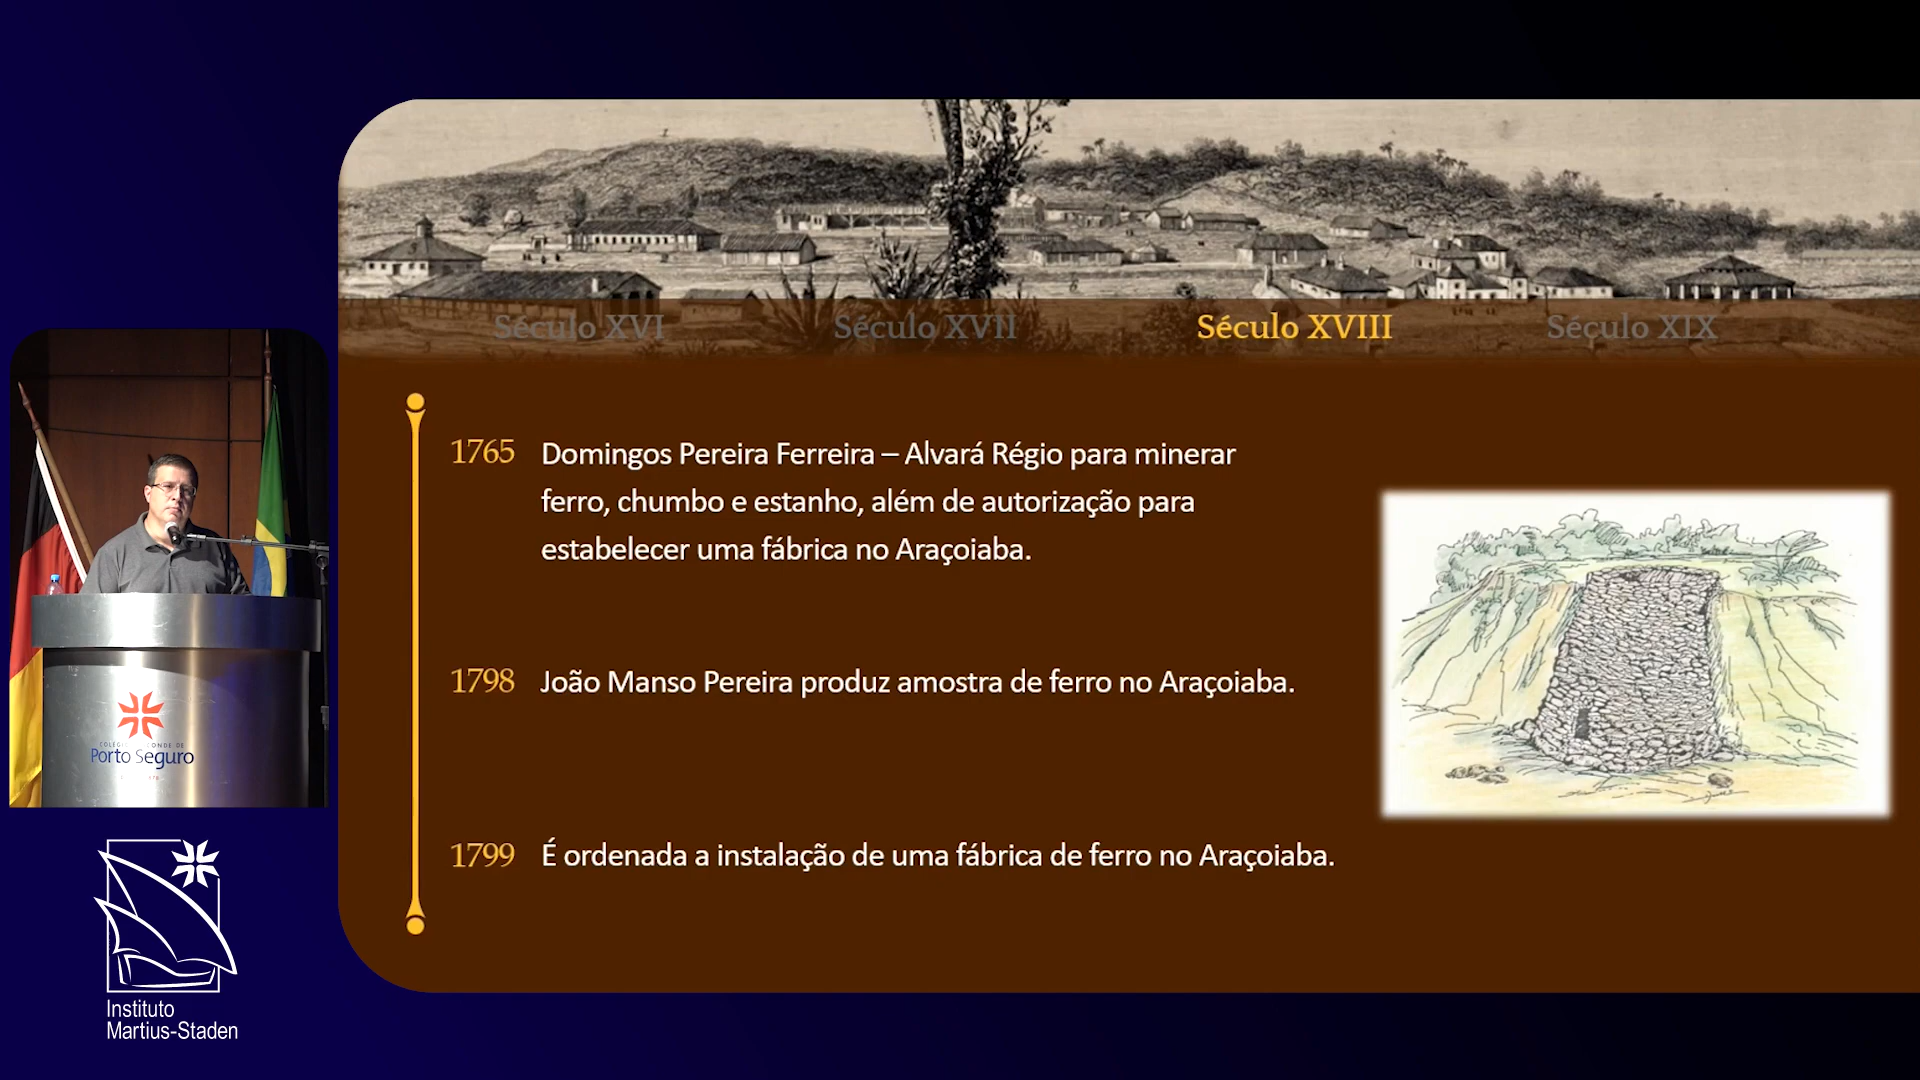 Século XVI
Século XVII
Século XVIII
Século XIX
1765 Domingos Pereira Ferreira – Alvará Régio para minerar
ferro, chumbo e estanho, além de autorização para
estabelecer uma fábrica no Araçoiaba.
1798 João Manso Pereira produz amostra de ferro no Araçoiaba.
1799 É ordenada a instalação de uma fábrica de ferro no Araçoiaba.
Porto Seguro
Instituto
Martius-Staden